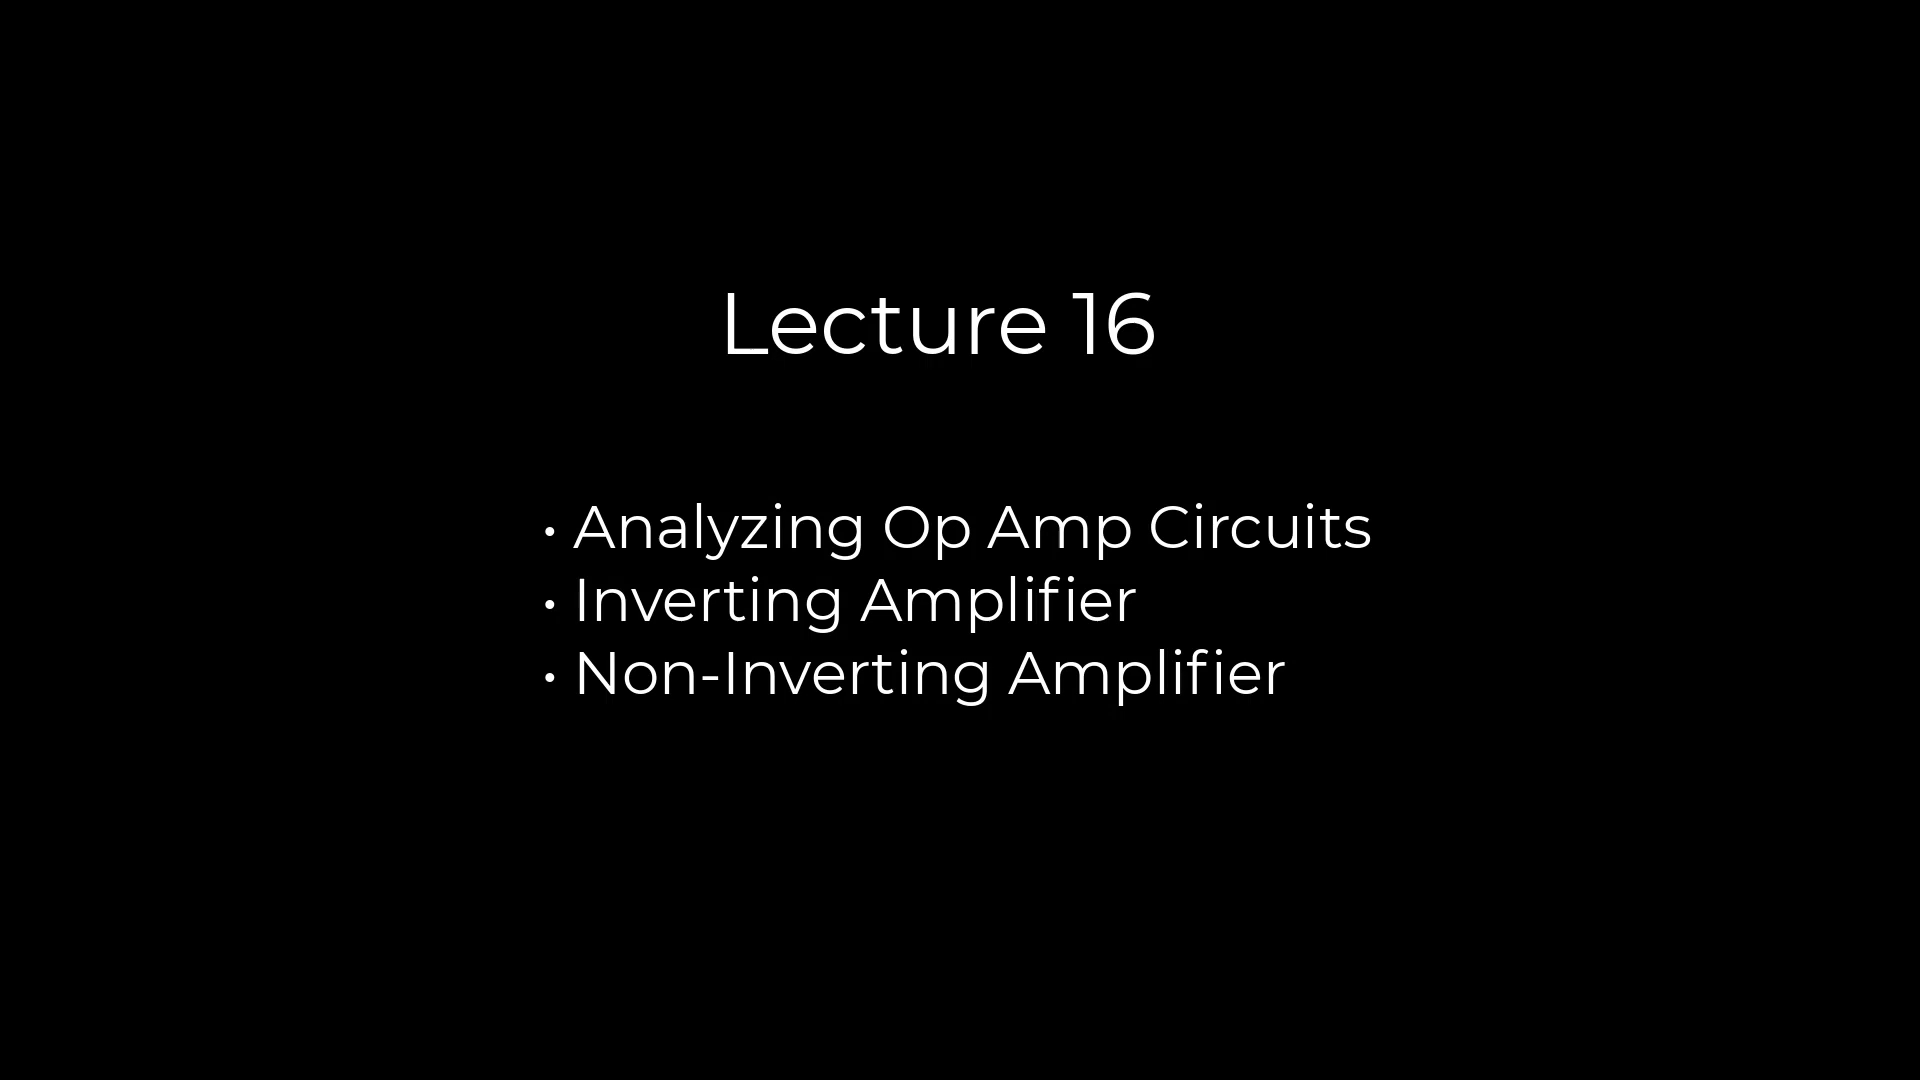 Lecture 16
• Analyzing Op Amp Circuits
• Inverting Amplifier
• Non-Inverting Amplifier